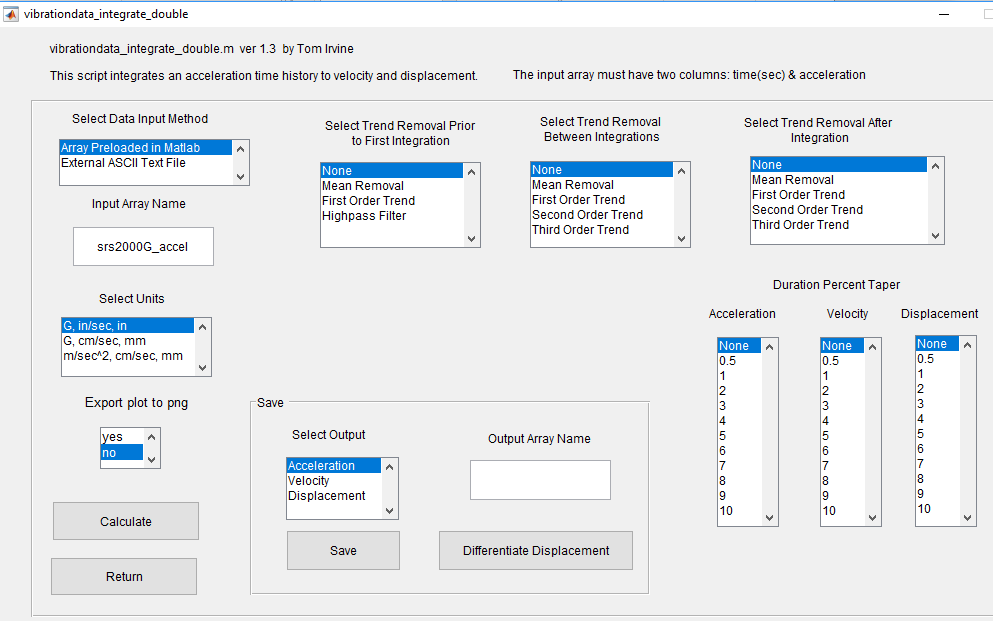 vibrationdata_integrate_double
vibrationdata_integrate_double.m ver 1.3 by Tom Irvine
This script integrates an acceleration time history to velocity and displacement.
The input array must have two columns: time(sec) & acceleration
Select Data Input Method
Array Preloaded in Matlab
External ASCII Text File
Input Array Name
srs2000G_accel
Select Units
G, in/sec, in
G, cm/sec, mm
m/sec^2, cm/sec, mm
Export plot to png
yes
no
Calculate
Return
Select Trend Removal Prior
to First Integration
None
Mean Removal
First Order Trend
Highpass Filter
Select Trend Removal
Between Integrations
None
Mean Removal
First Order Trend
Second Order Trend
Third Order Trend
Select Trend Removal After
Integration
None
Mean Removal
First Order Trend
Second Order Trend
Third Order Trend
Save
Select Output
Acceleration
Velocity
Displacement
Output Array Name
Save
Differentiate Displacement
Duration Percent Taper
Acceleration
None
0.5
1
2
3
4
5
6
7
8
9
10
Velocity
None
0.5
1
2
3
4
5
6
7
8
9
10
Displacement
None
0.5
1
2
3
4
5
6
7
8
9
10